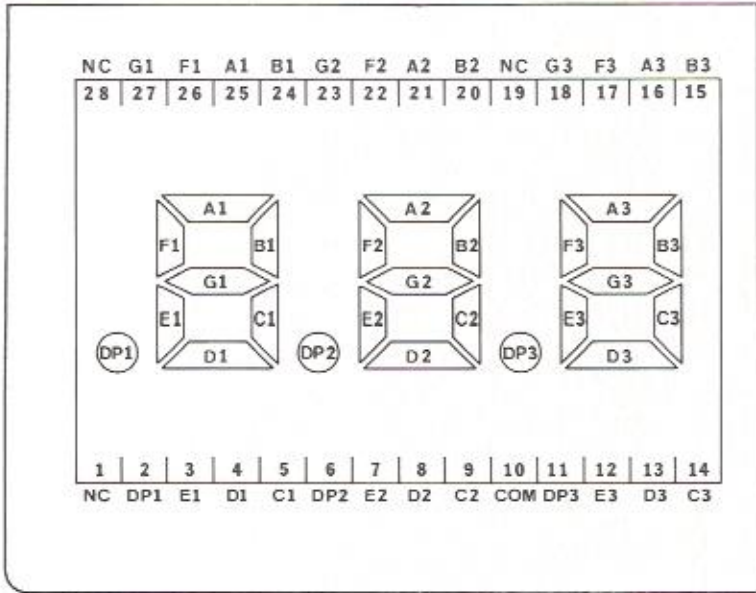 NC G1 F1 A1 B1 G2 F2 A2 B2 NC G3 F3 A3 B3
28 27 26 25 24 23 22 21 20 19 18 17 16 15
A1 A2 A3
F1 B1 F2 B2 F3 B3
G1 G2 G3
E1 C1 E2 C2 E3 C3
DP1 D1 DP2 D2 DP3 D3
1 2 3 4 5 6 7 8 9 10 11 12 13 14
NC DP1 E1 D1 C1 DP2 E2 D2 C2 COM DP3 E3 D3 C3